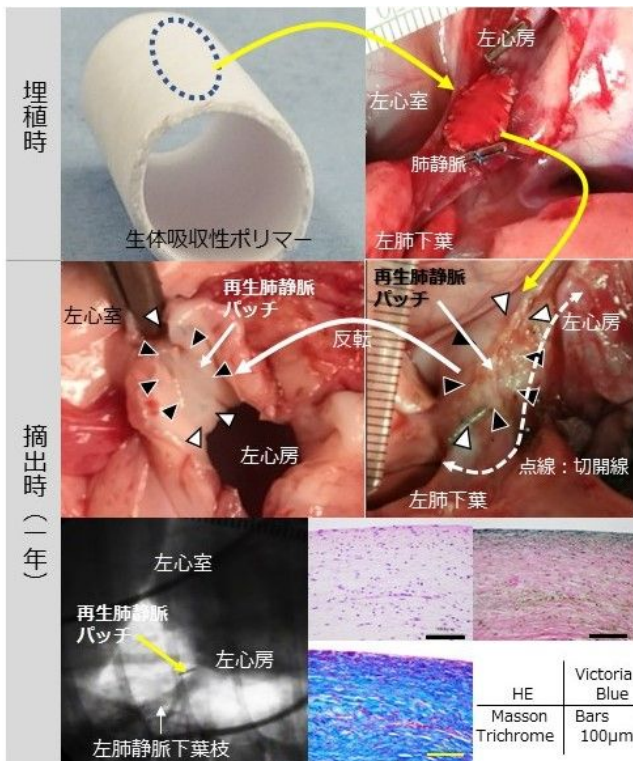 埋植時
生体吸収性ポリマー
左心房
左心室
肺静脈
左肺下葉
摘出時（一年）
左心室
再生肺静脈
パッチ
反転
左心房
再生肺静脈
パッチ
左心房
点線：切開線
左肺下葉
左心室
再生肺静脈
パッチ
左心房
左肺静脈下葉枝
HE
Victoria
Blue
Masson
Trichrome
Bars
100μm